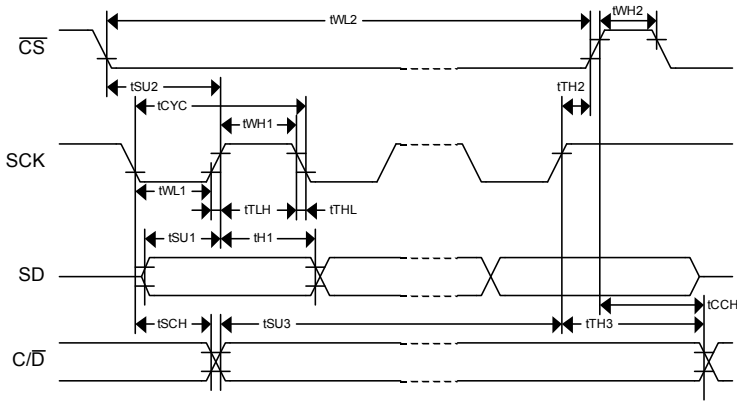 tWL2
tWH2
CS
tSU2
tTH2
tCYC
tWH1
SCK
tWL1
tTLH
tTHL
tSU1
tH1
SD
tCCH
tSCH
tSU3
tTH3
C/D